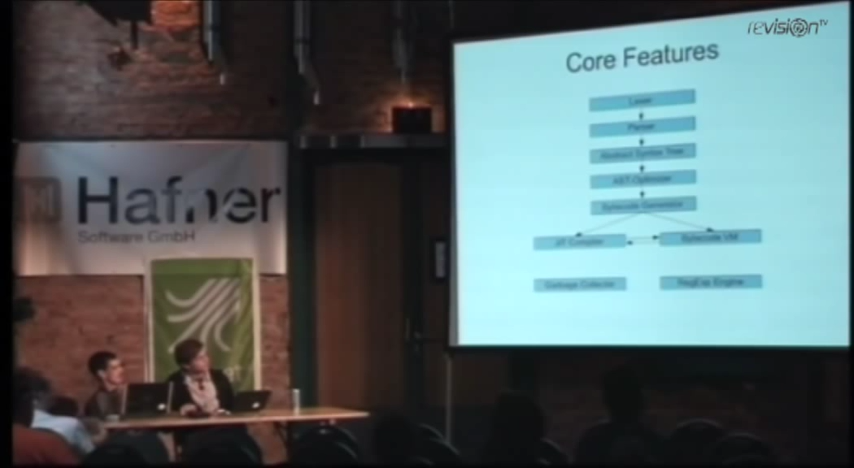 revisionTV
Core Features
Lexer
Parser
Abstract Syntax Tree
AST Optimizer
Bytecode Generator
JIT Compiler
Bytecode VM
Garbage Collector
RegExp Engine
Hafner
Software GmbH